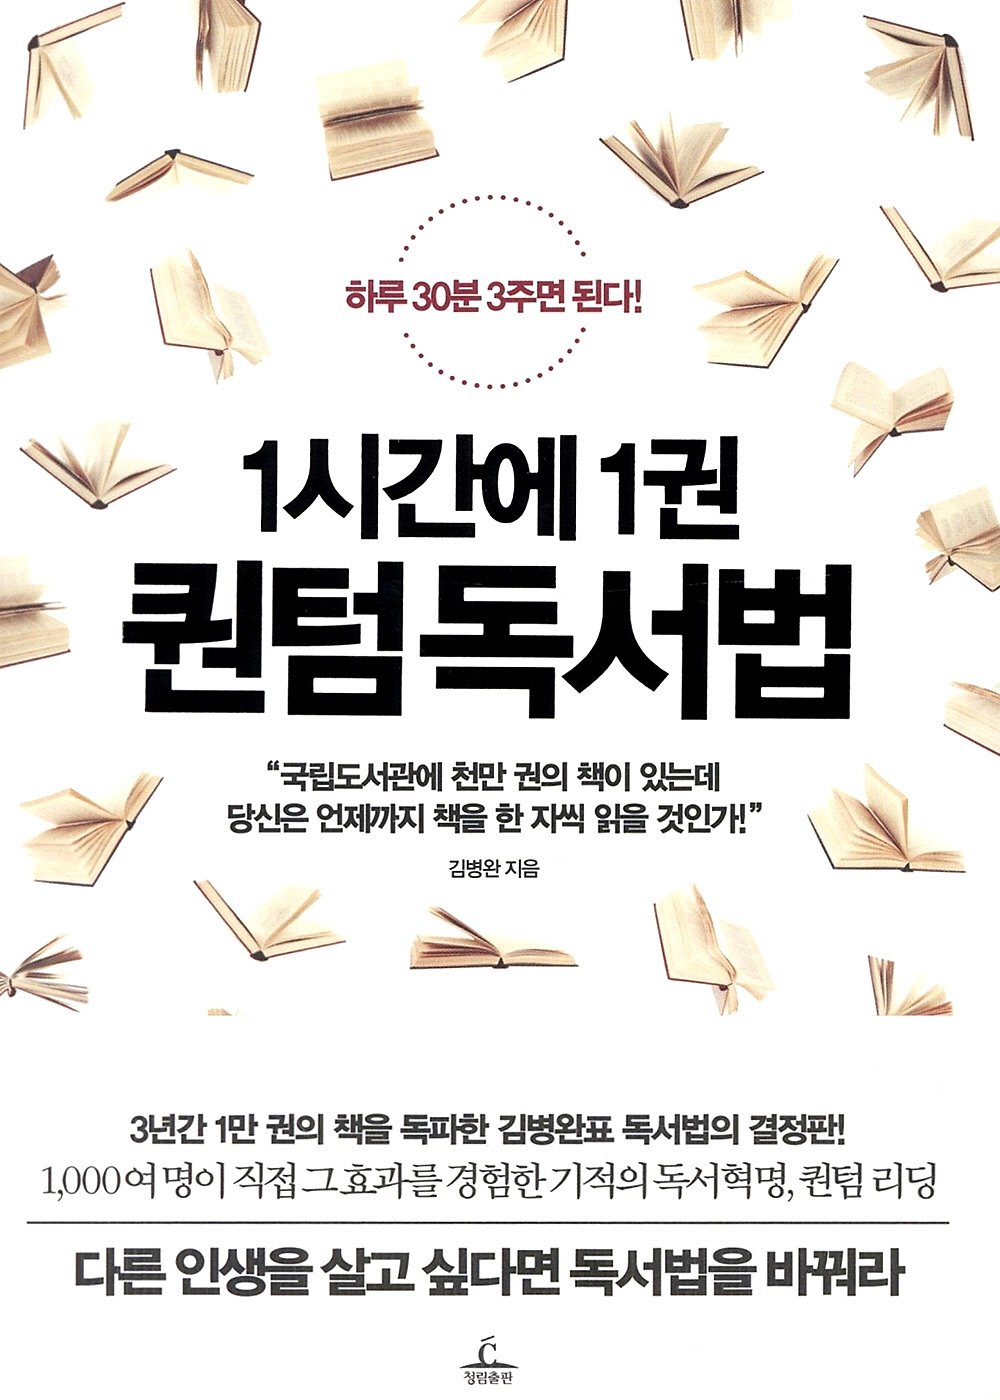 하루 30분 3주면 된다!
1시간에 1권
퀀텀 독서법
“국립도서관에 천만 권의 책이 있는데
당신은 언제까지 책을 한 자씩 읽을 것인가!”
김병완 지음
3년간 1만 권의 책을 독파한 김병완표 독서법의 결정판!
1,000여 명이 직접 그 효과를 경험한 기적의 독서혁명, 퀀텀 리딩
다른 인생을 살고 싶다면 독서법을 바꿔라
Ć
청림출판